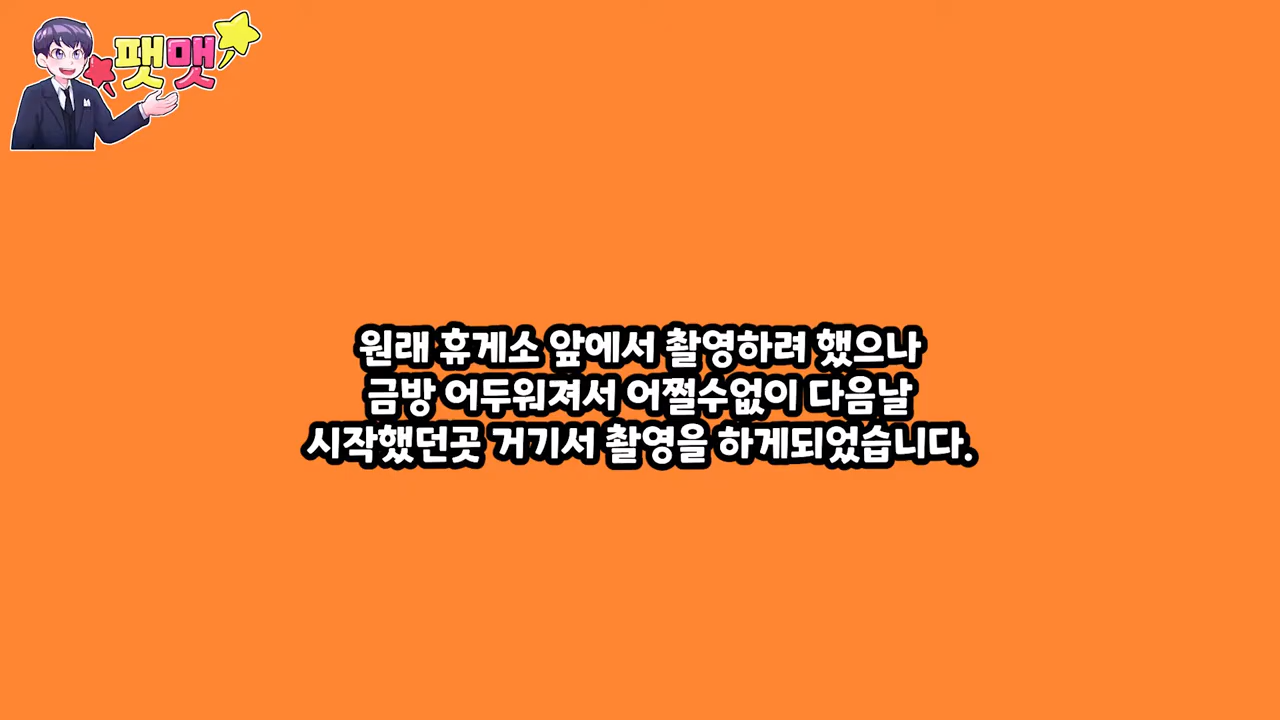 팻맷
원래 휴게소 앞에서 촬영하려 했으나
금방 어두워져서 어쩔수없이 다음날
시작했던곳 거기서 촬영을 하게되었습니다.